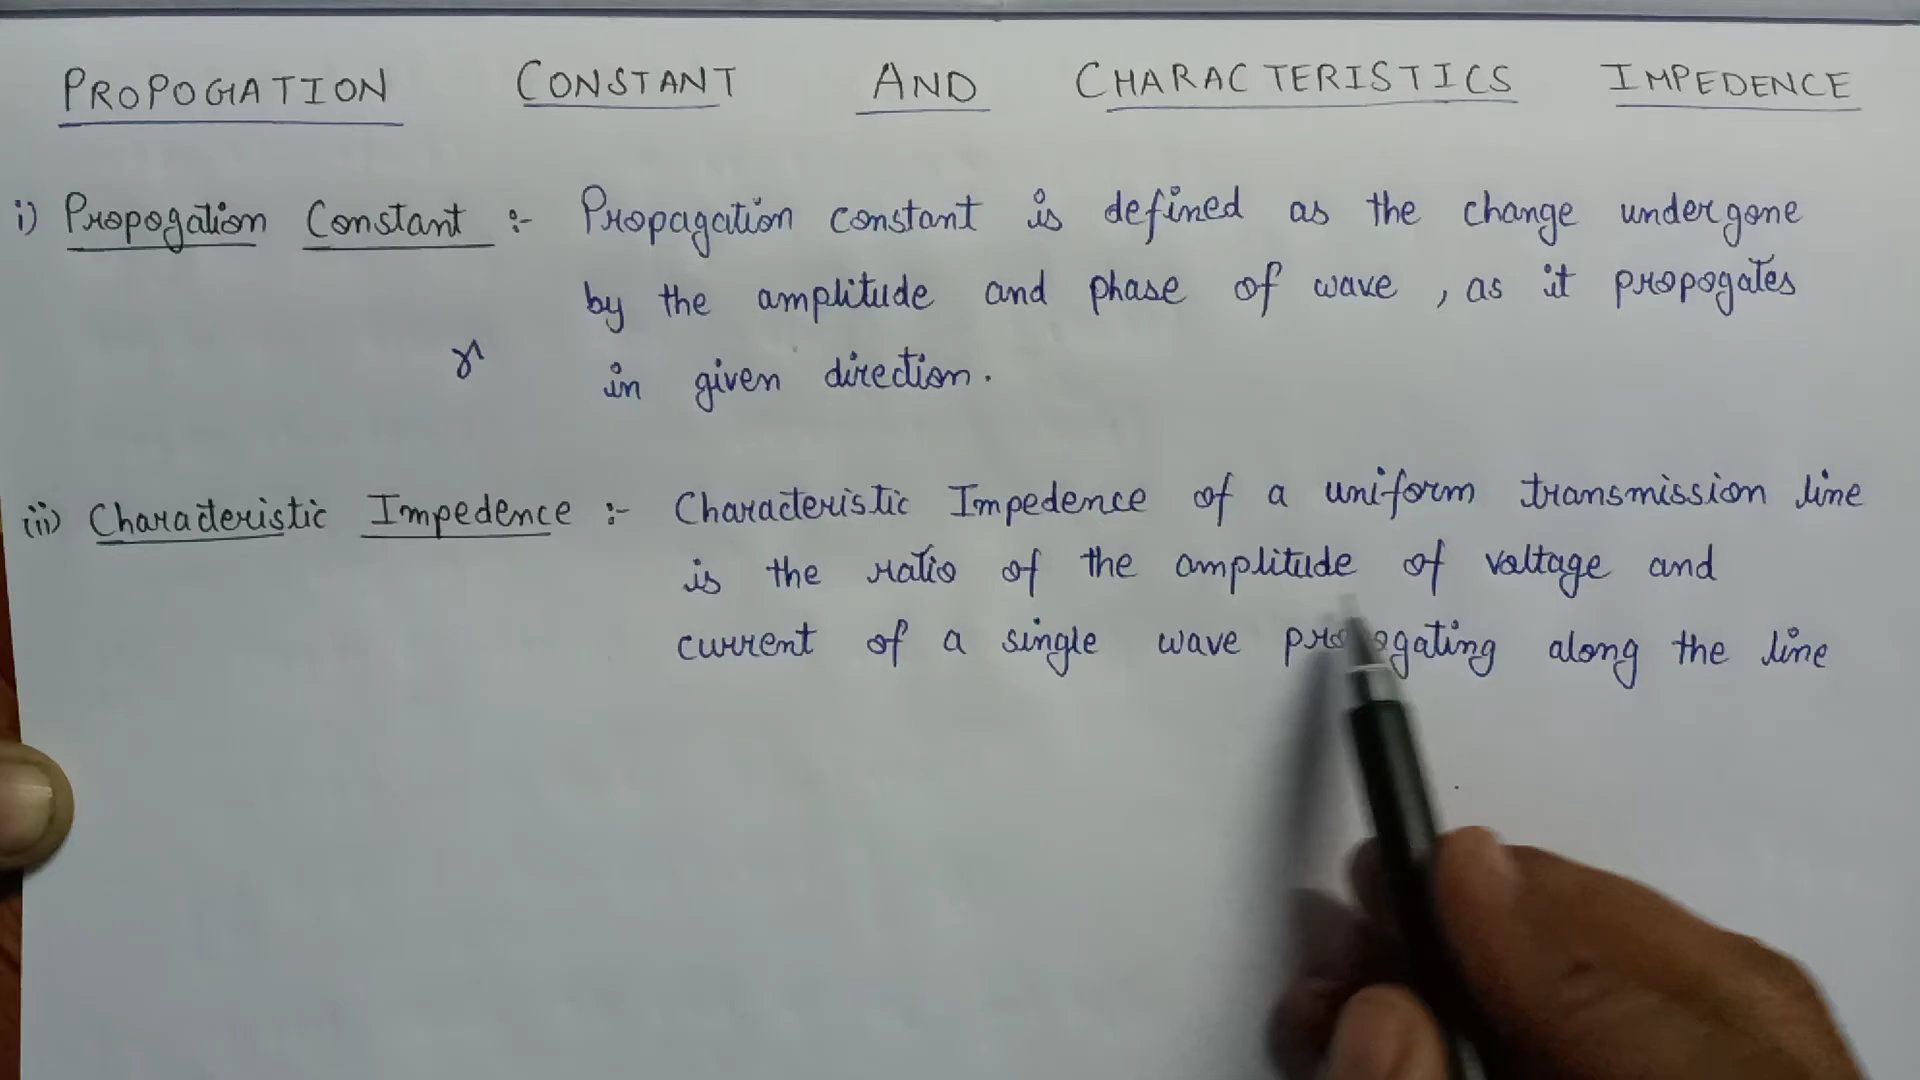 PROPOGATION CONSTANT AND CHARACTERISTICS IMPEDENCE
i) Propogation Constant :- Propagation constant is defined as the change undergone
by the amplitude and phase of wave, as it propogates
γ in given direction.
(ii) Characteristic Impedence :- Characteristic Impedence of a uniform transmission line
is the ratio of the amplitude of voltage and
current of a single wave propogating along the line